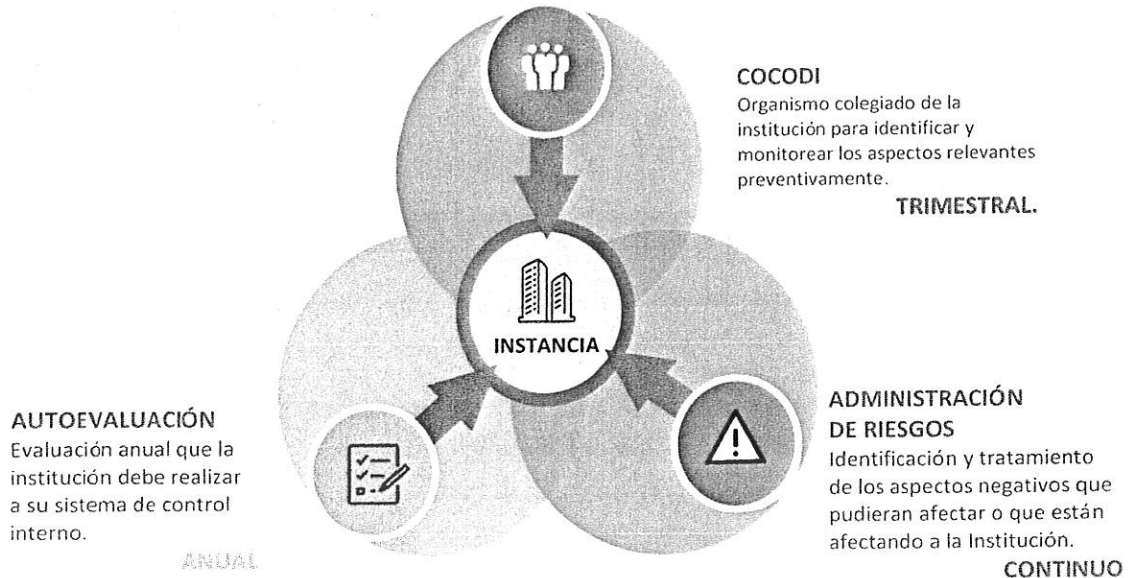 COCODI
Organismo colegiado de la
institución para identificar y
monitorear los aspectos relevantes
preventivamente.
TRIMESTRAL.
INSTANCIA
AUTOEVALUACIÓN
Evaluación anual que la
institución debe realizar
a su sistema de control
interno.
ANUAL
ADMINISTRACIÓN
DE RIESGOS
Identificación y tratamiento
de los aspectos negativos que
pudieran afectar o que están
afectando a la Institución.
CONTINUO